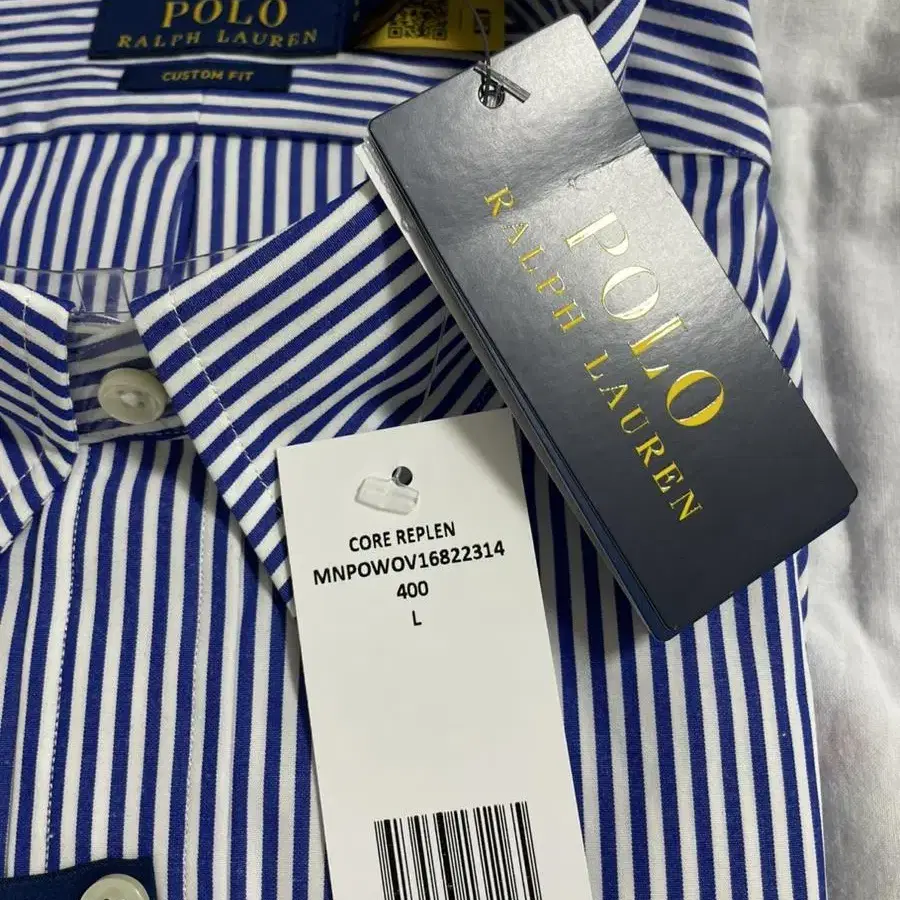 POLO
RALPH LAUREN
CUSTOM FIT
POLO
RALPH LAUREN
CORE REPLEN
MNPOWOV16822314
400
L